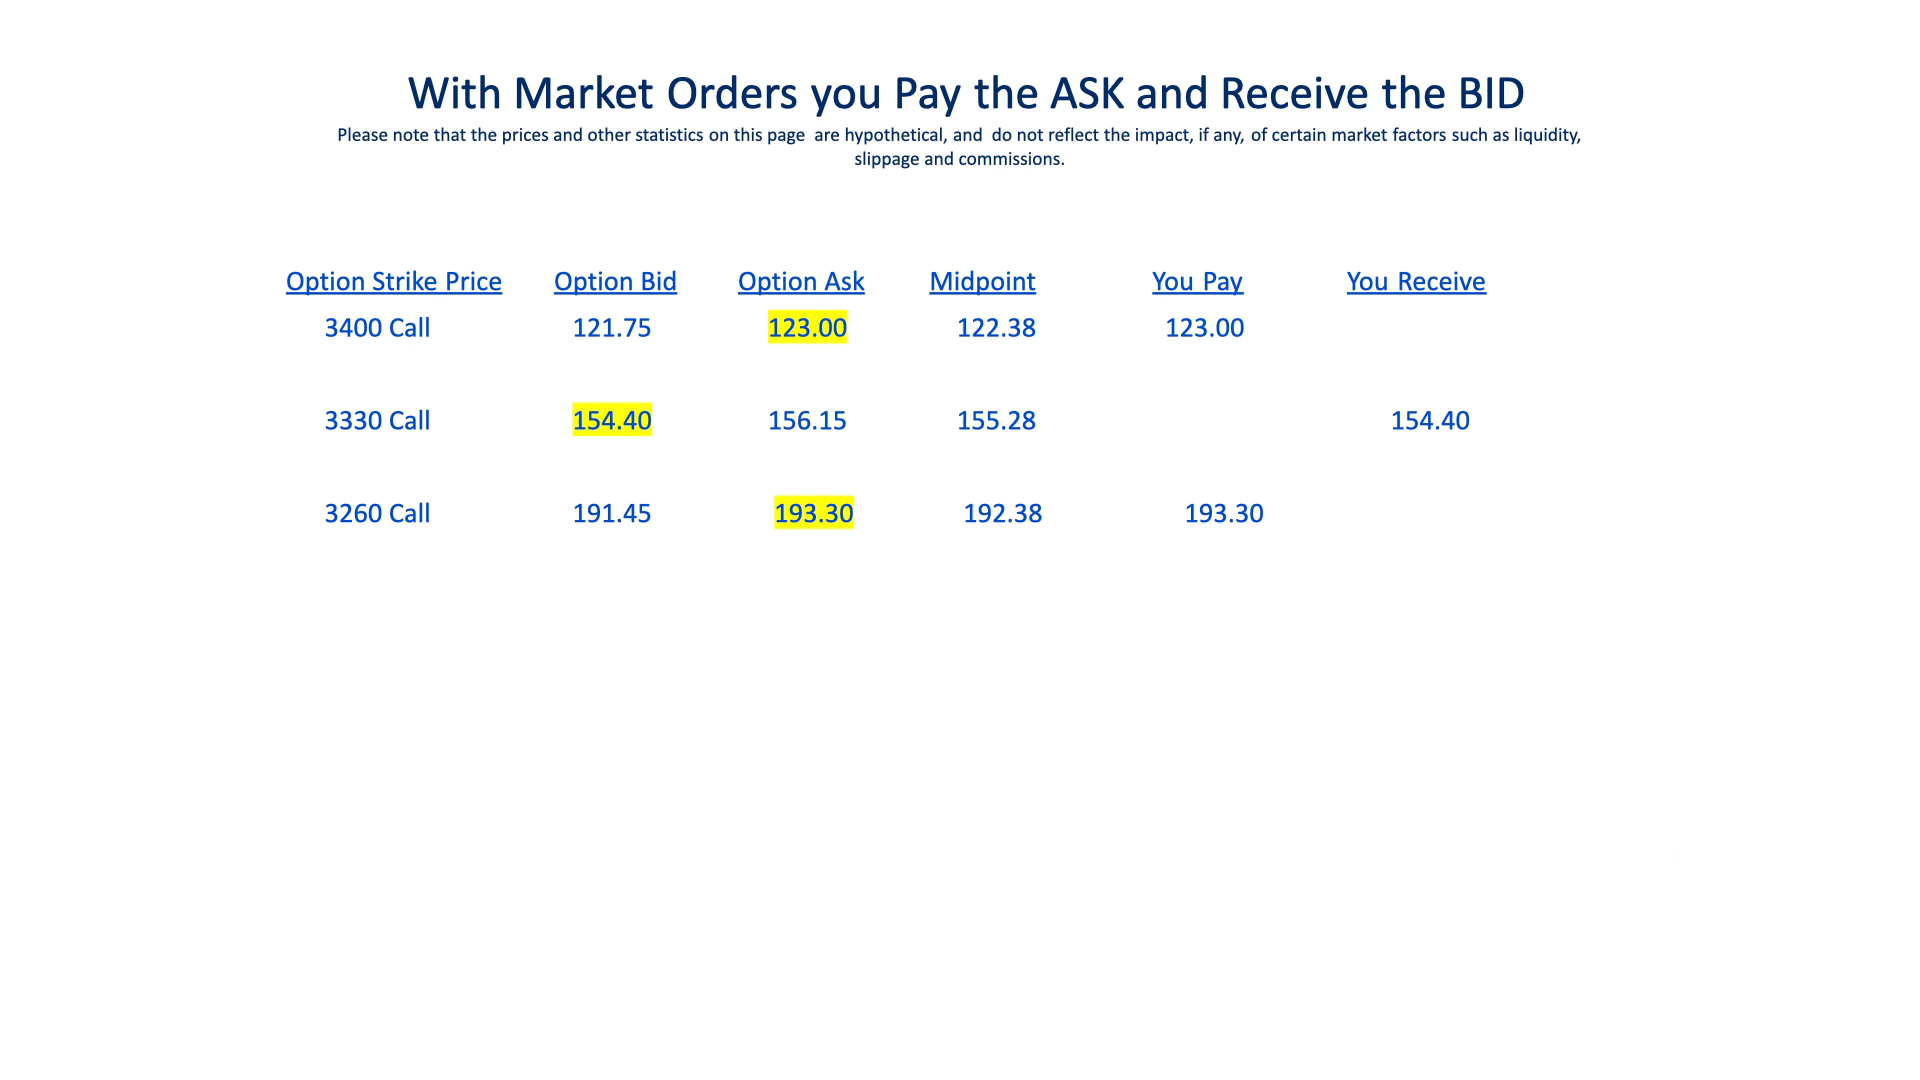 With Market Orders you Pay the ASK and Receive the BID
Please note that the prices and other statistics on this page are hypothetical, and do not reflect the impact, if any, of certain market factors such as liquidity,
slippage and commissions.
Option Strike Price Option Bid Option Ask Midpoint You Pay You Receive
3400 Call 121.75 123.00 122.38 123.00
3330 Call 154.40 156.15 155.28 154.40
3260 Call 191.45 193.30 192.38 193.30